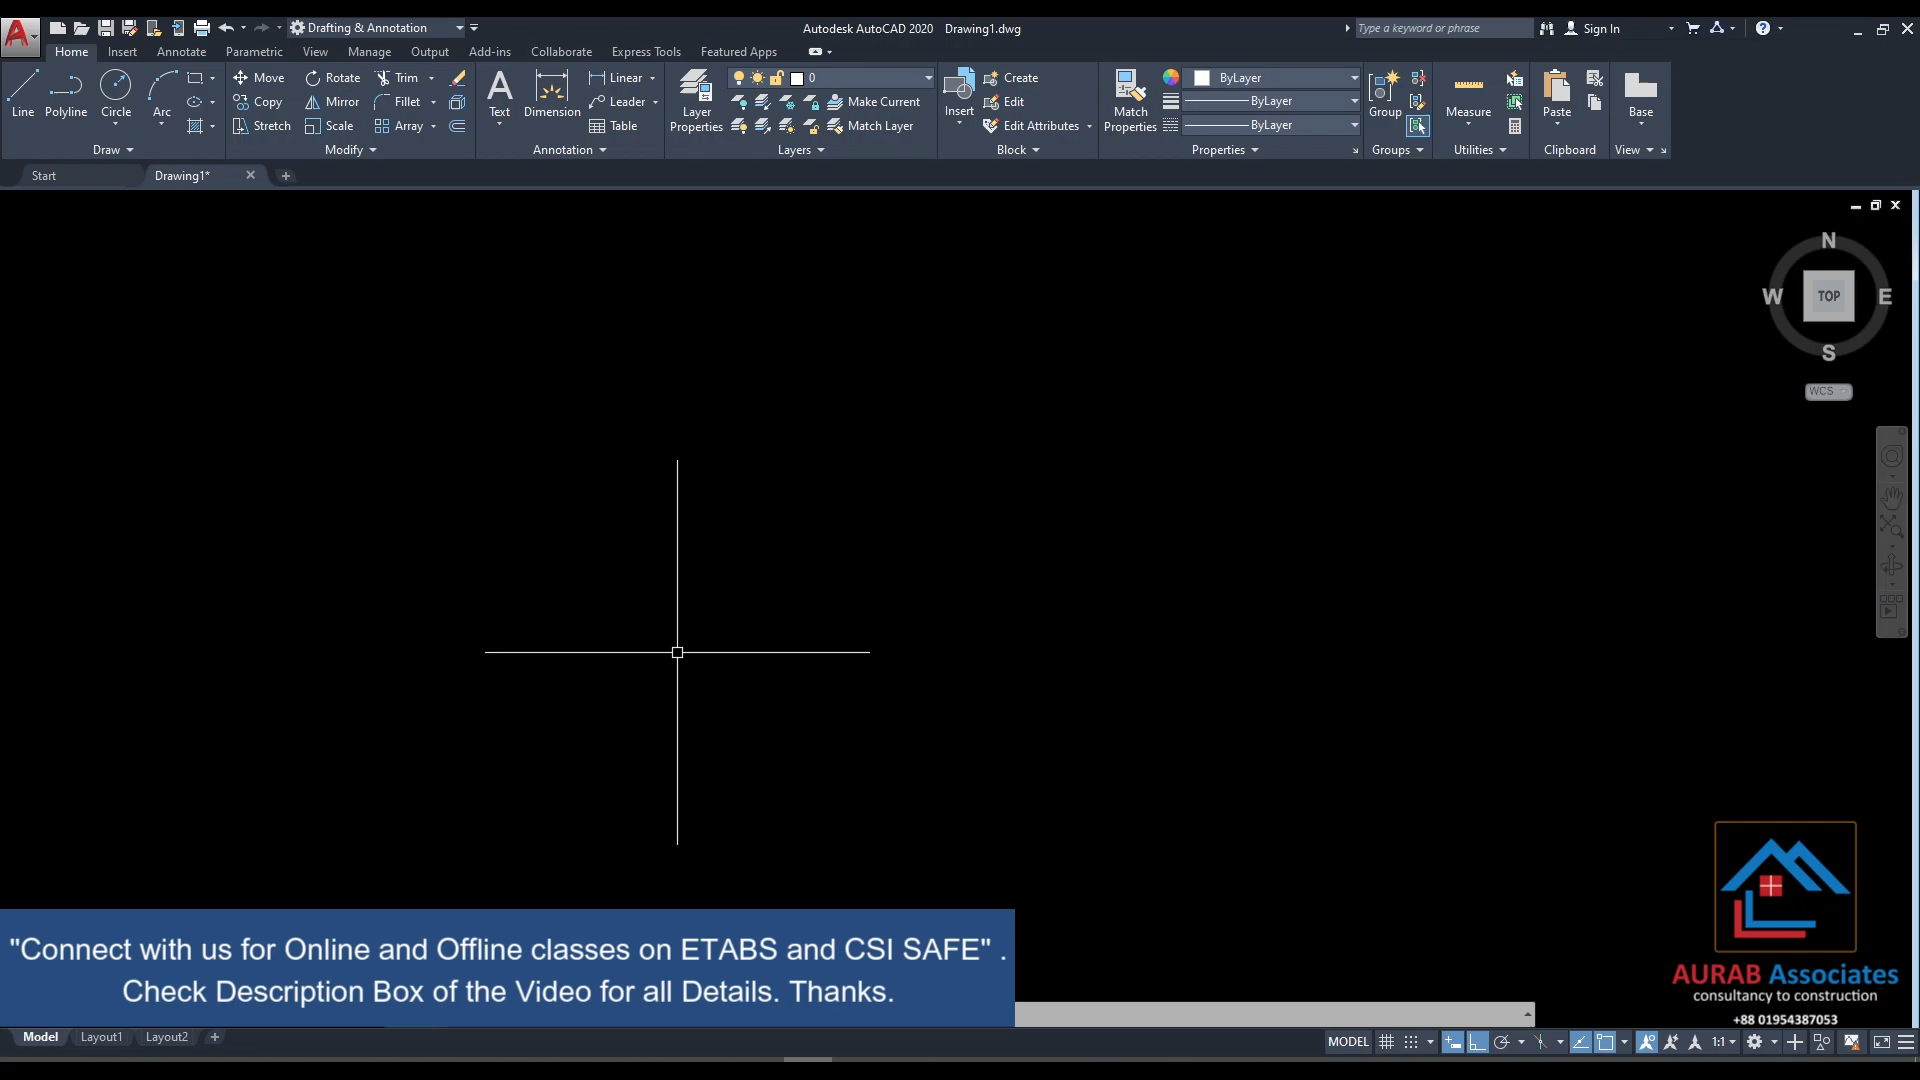 Drafting & Annotation
Autodesk AutoCAD 2020 Drawing1.dwg
Type a keyword or phrase
Sign In
Home Insert Annotate Parametric View Manage Output Add-ins Collaborate Express Tools Featured Apps
Line Polyline Circle Arc
Move Rotate Trim
Copy Mirror Fillet
Stretch Scale Array
Text Dimension
Linear
Leader
Table
Layer Properties
0
Make Current
Match Layer
Insert
Create
Edit
Edit Attributes
Match Properties
ByLayer
ByLayer
ByLayer
Group
Measure
Paste
Base
Draw Modify Annotation Layers Block Properties Groups Utilities Clipboard View
Start Drawing1*
N
W TOP E
S
WCS
"Connect with us for Online and Offline classes on ETABS and CSI SAFE" .
Check Description Box of the Video for all Details. Thanks.
AURAB Associates
consultancy to construction
+88 01954387053
Model Layout1 Layout2
MODEL
1:1